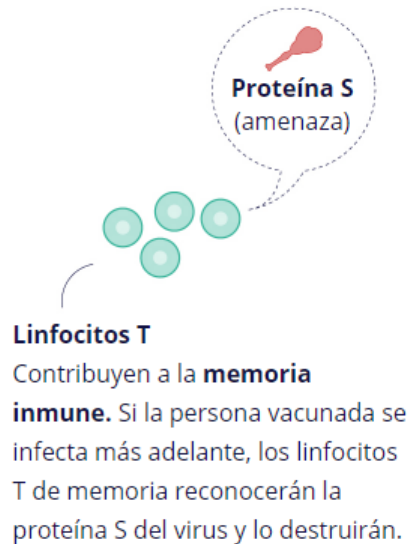 Proteína S
(amenaza)
Linfocitos T
Contribuyen a la memoria
inmune. Si la persona vacunada se
infecta más adelante, los linfocitos
T de memoria reconocerán la
proteína S del virus y lo destruirán.